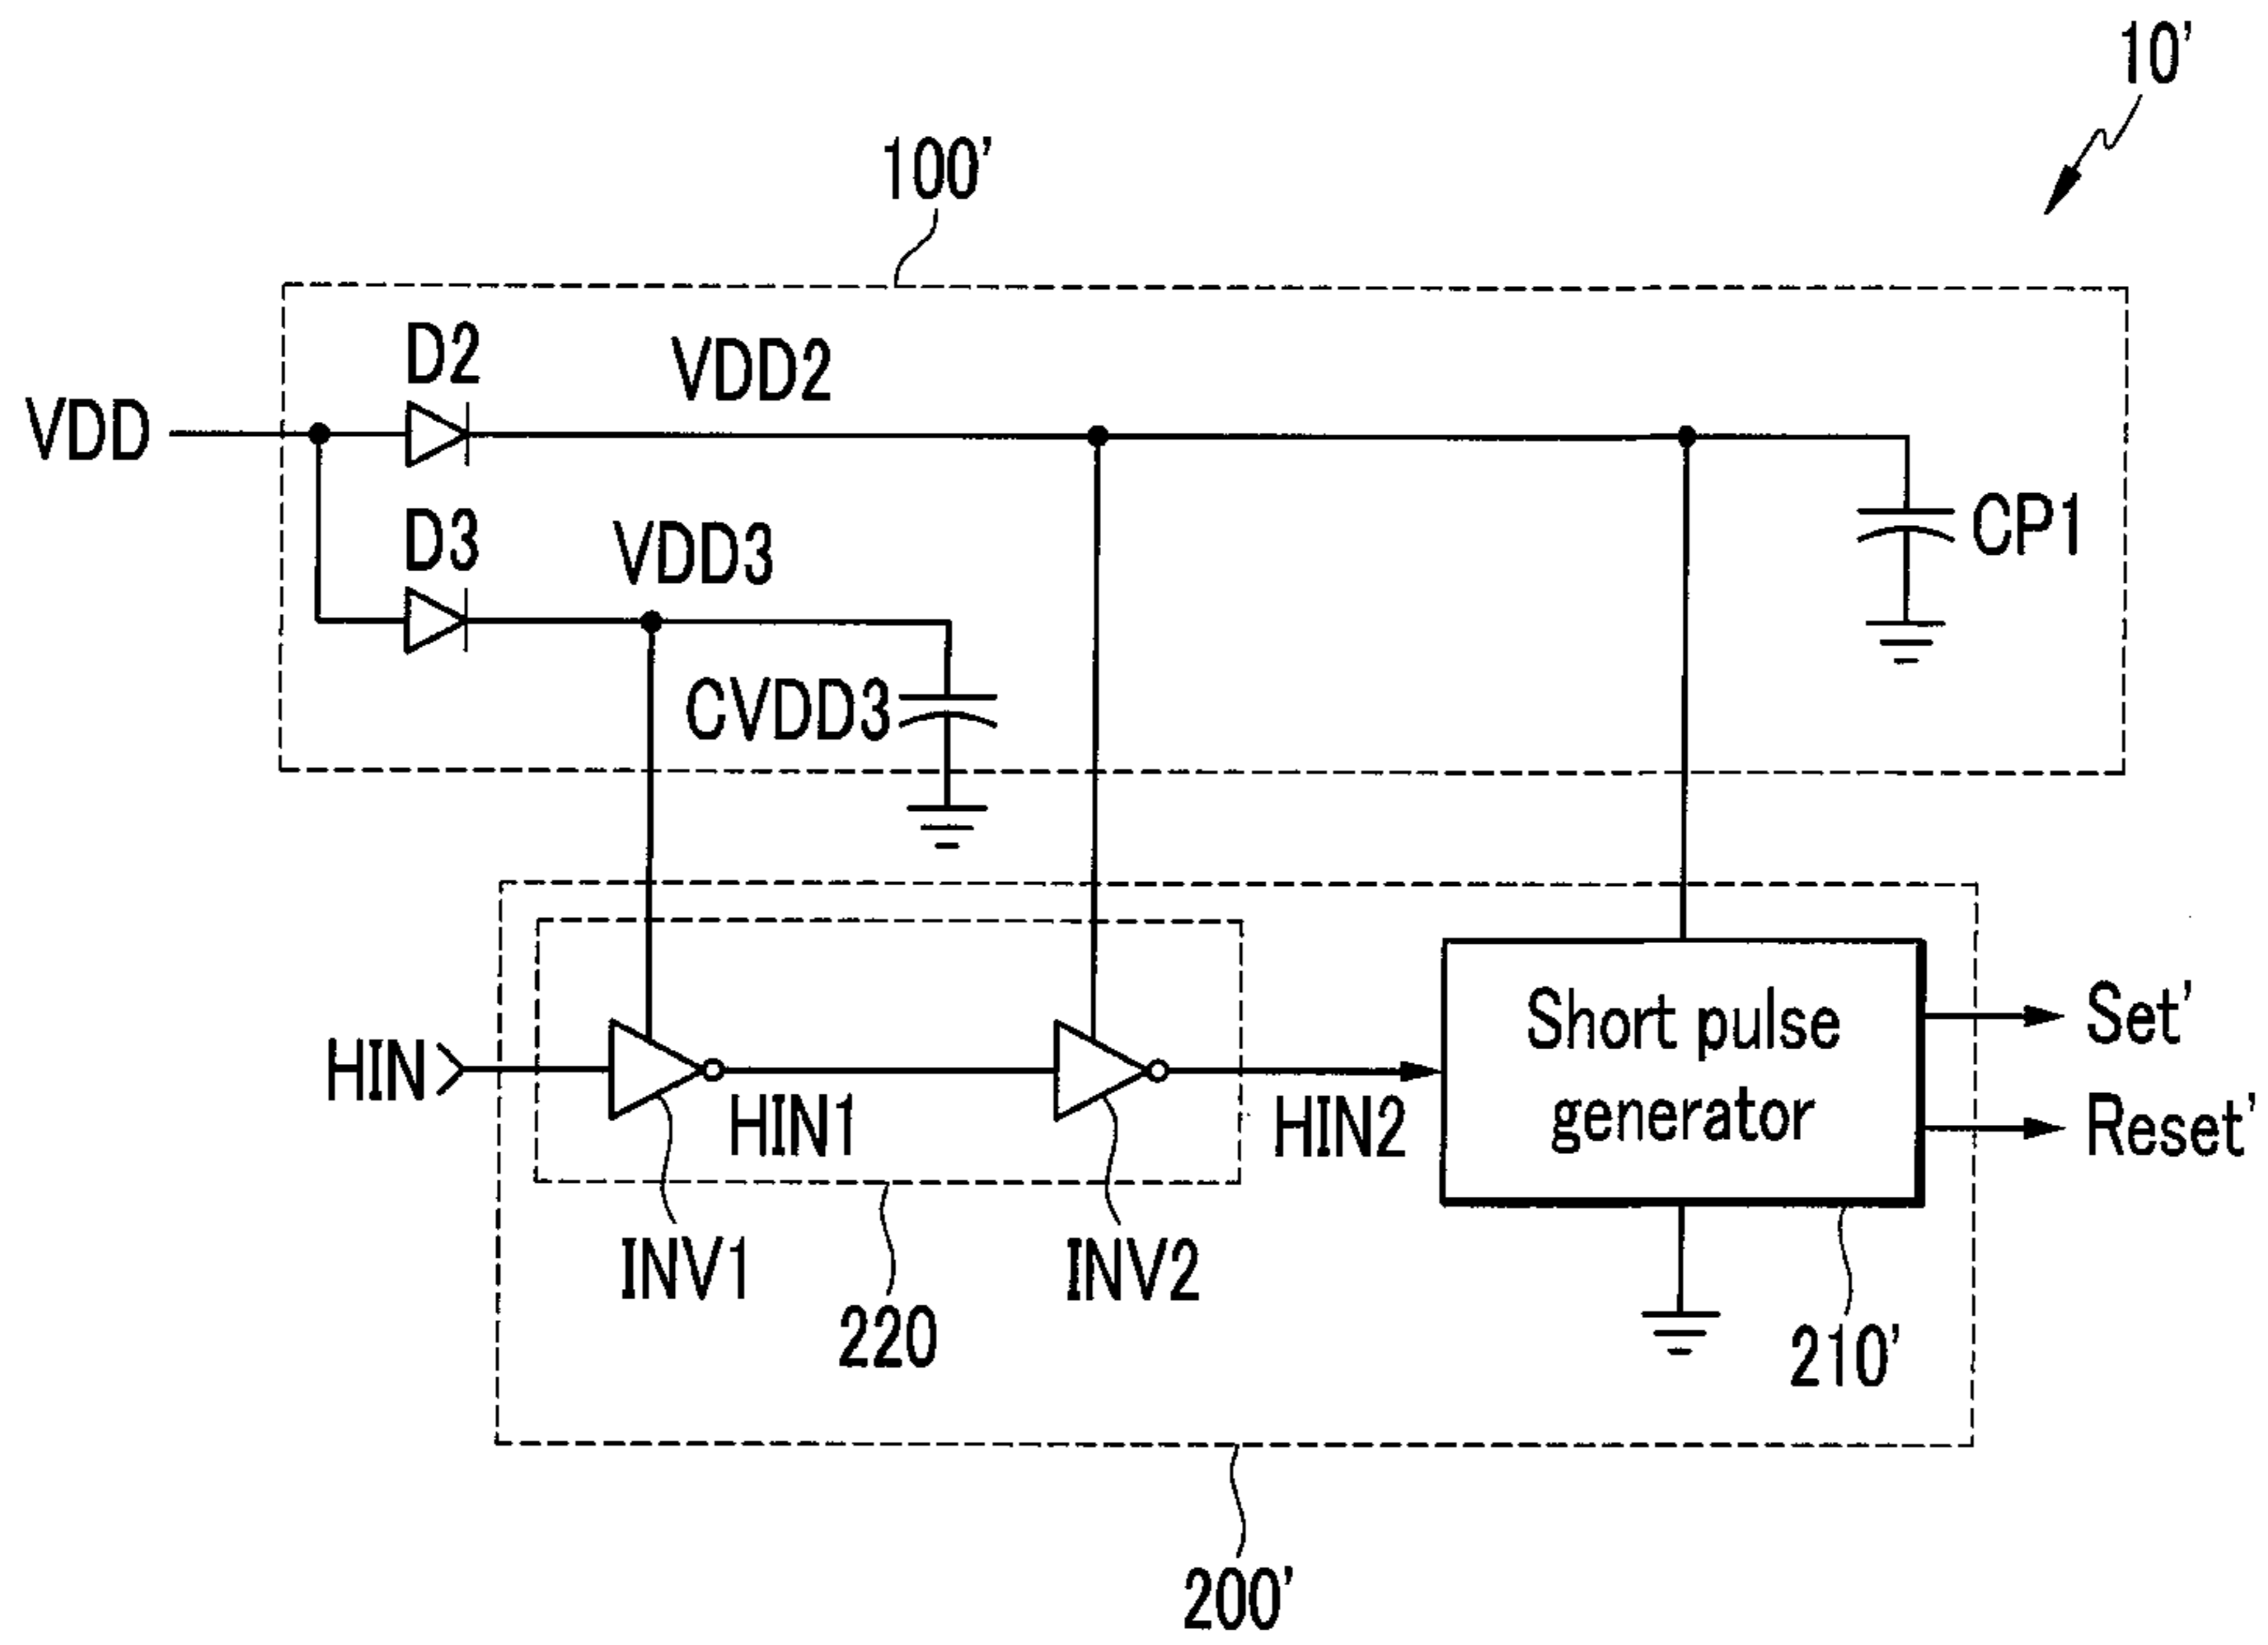 10'
100'
D2
VDD2
VDD
D3
VDD3
CP1
CVDD3
HIN
HIN1
HIN2
Short pulse
generator
Set'
Reset'
INV1
INV2
220
210'
200'